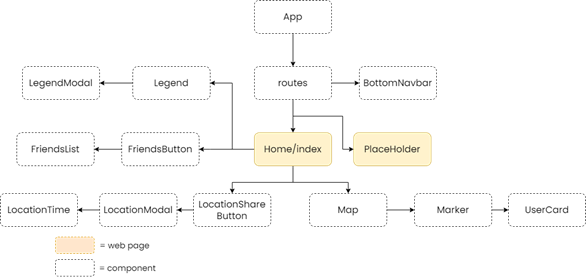 App
LegendModal
Legend
routes
BottomNavbar
FriendsList
FriendsButton
Home/index
PlaceHolder
LocationTime
LocationModal
LocationShare
Button
Map
Marker
UserCard
= web page
= component